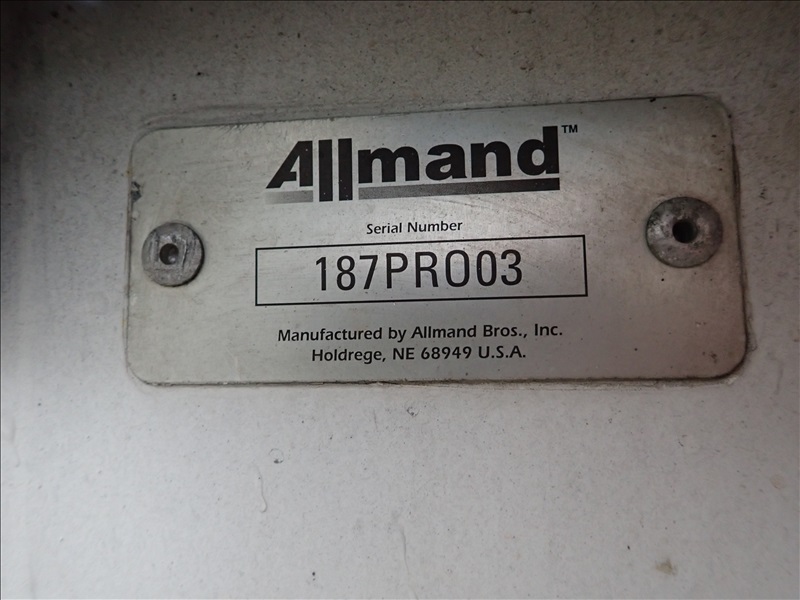 Allmand™
Serial Number
187PRO03
Manufactured by Allmand Bros., Inc.
Holdrege, NE 68949 U.S.A.